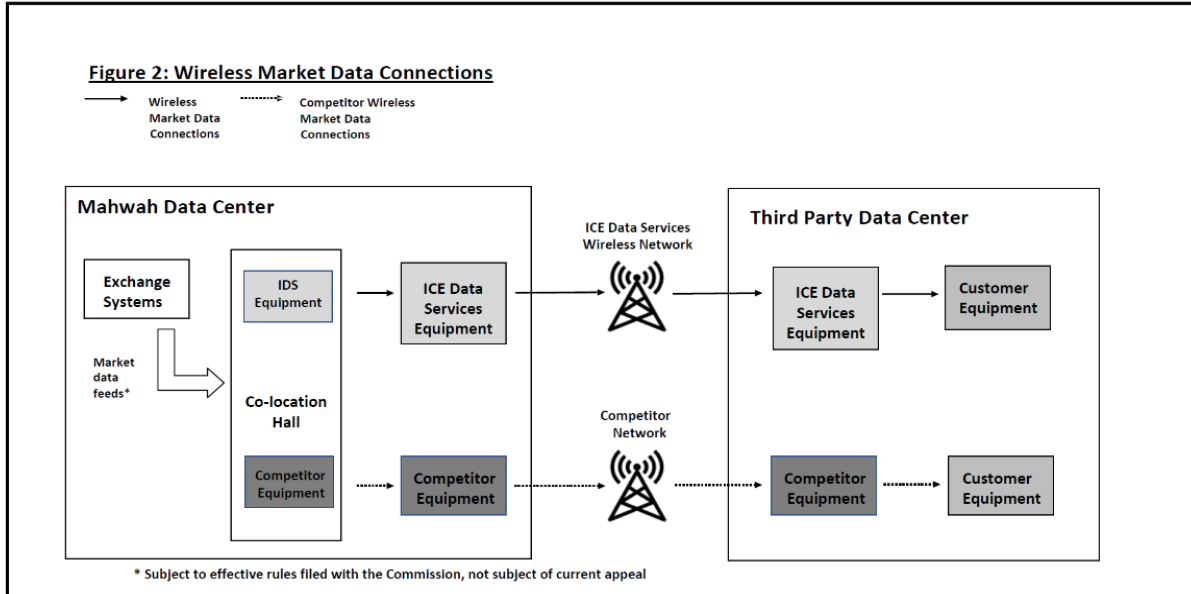 Figure 2: Wireless Market Data Connections
Wireless
Market Data
Connections
Competitor Wireless
Market Data
Connections
Mahwah Data Center
Exchange
Systems
Market
data
feeds*
IDS
Equipment
Co-location
Hall
Competitor
Equipment
ICE Data
Services
Equipment
Competitor
Equipment
ICE Data Services
Wireless Network
Competitor
Network
Third Party Data Center
ICE Data
Services
Equipment
Customer
Equipment
Competitor
Equipment
Customer
Equipment
* Subject to effective rules filed with the Commission, not subject of current appeal